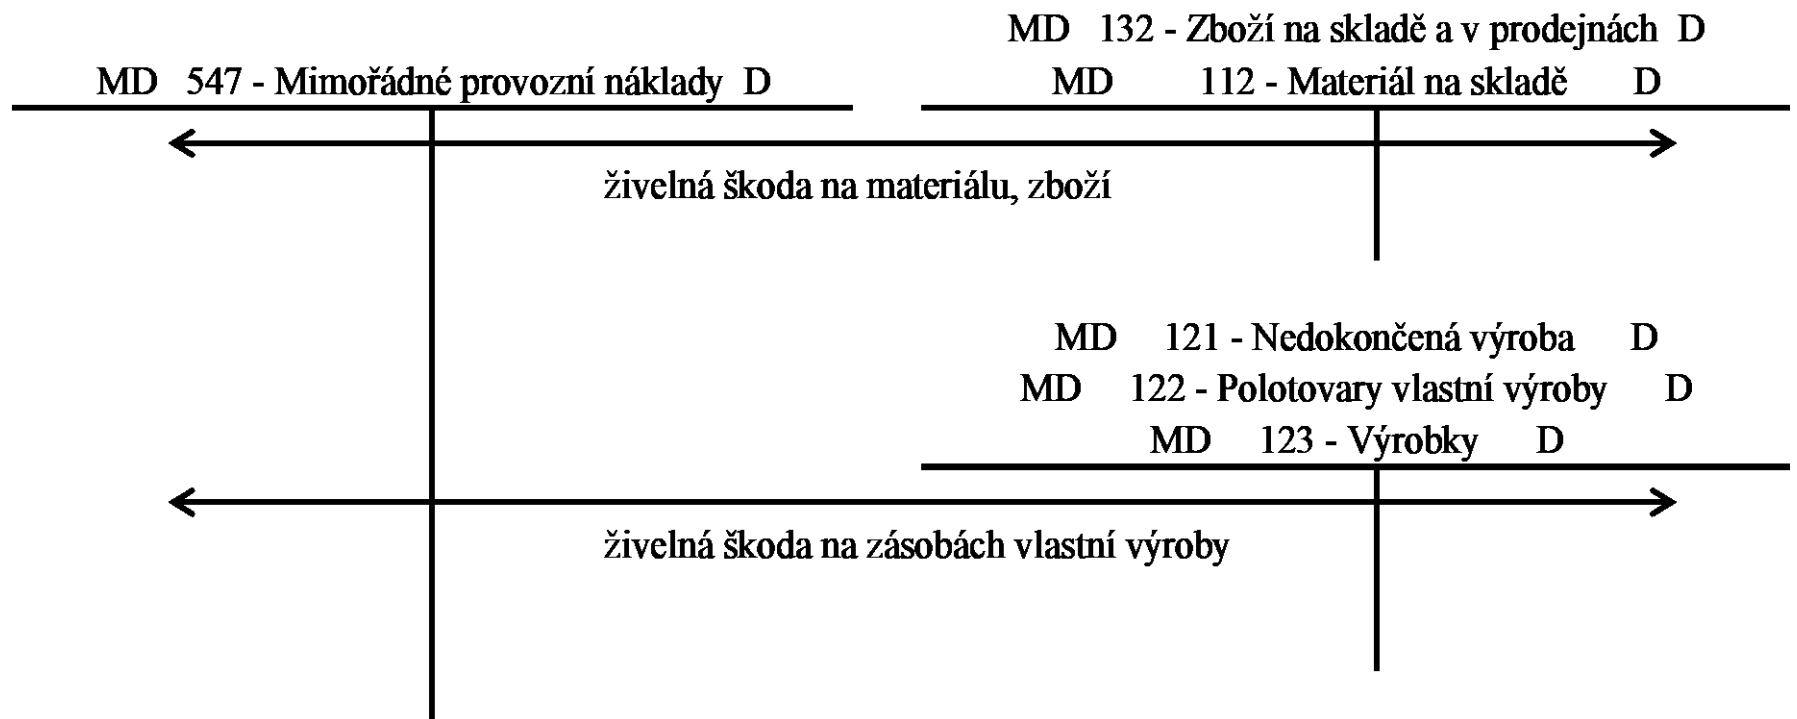 MD 132 - Zboží na skladě a v prodejnách D
MD 547 - Mimořádné provozní náklady D
MD 112 - Materiál na skladě D
živelná škoda na materiálu, zboží
MD 121 - Nedokončená výroba D
MD 122 - Polotovary vlastní výroby D
MD 123 - Výrobky D
živelná škoda na zásobách vlastní výroby